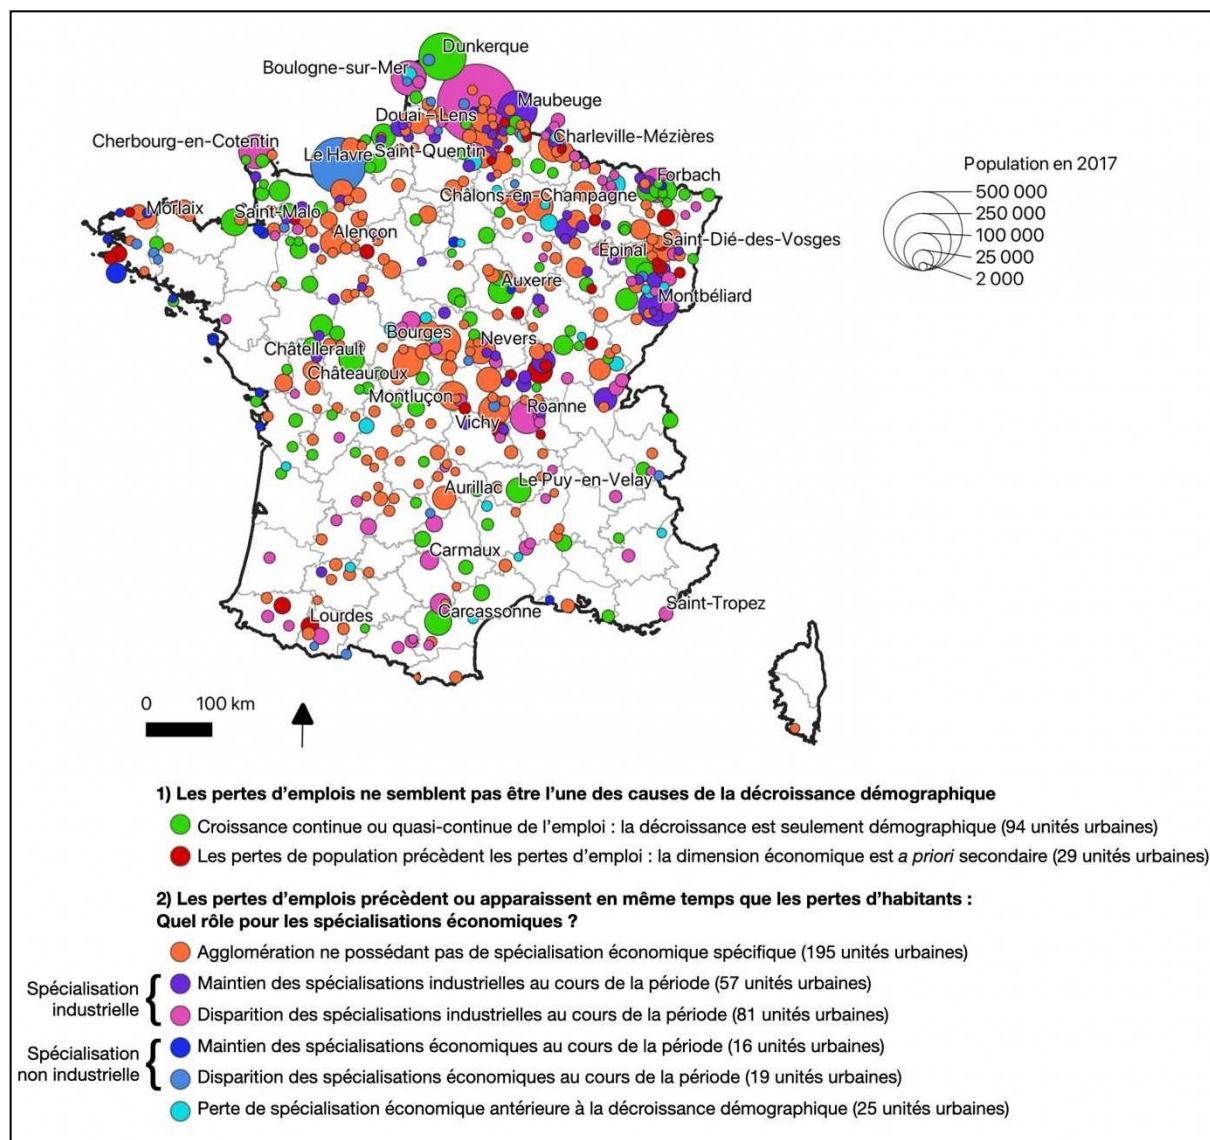 Dunkerque
Boulogne-sur-Mer
Maubeuge
Douai – Lens
Charleville-Mézières
Cherbourg-en-Cotentin
Le Havre
Saint-Quentin
Forbach
Châlons-en-Champagne
Morlaix
Saint-Malo
Alençon
Saint-Dié-des-Vosges
Épinal
Auxerre
Montbéliard
Bourges
Nevers
Châtellerault
Châteauroux
Montluçon
Roanne
Vichy
Le Puy-en-Velay
Aurillac
Carmaux
Saint-Tropez
Lourdes
Carcassonne
Population en 2017
500 000
250 000
100 000
25 000
2 000
0 100 km
1) Les pertes d’emplois ne semblent pas être l’une des causes de la décroissance démographique
Croissance continue ou quasi-continue de l’emploi : la décroissance est seulement démographique (94 unités urbaines)
Les pertes de population précèdent les pertes d’emploi : la dimension économique est a priori secondaire (29 unités urbaines)
2) Les pertes d’emplois précèdent ou apparaissent en même temps que les pertes d’habitants :
Quel rôle pour les spécialisations économiques ?
Agglomération ne possédant pas de spécialisation économique spécifique (195 unités urbaines)
Spécialisation
industrielle
Maintien des spécialisations industrielles au cours de la période (57 unités urbaines)
Disparition des spécialisations industrielles au cours de la période (81 unités urbaines)
Spécialisation
non industrielle
Maintien des spécialisations économiques au cours de la période (16 unités urbaines)
Disparition des spécialisations économiques au cours de la période (19 unités urbaines)
Perte de spécialisation économique antérieure à la décroissance démographique (25 unités urbaines)